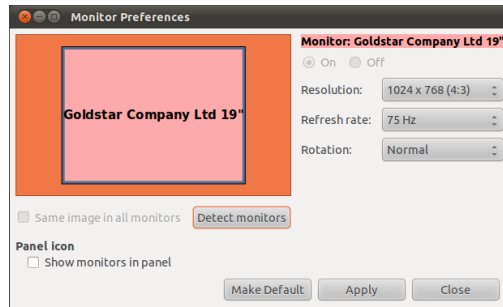 Monitor Preferences
Monitor: Goldstar Company Ltd 19"
On Off
Resolution: 1024 x 768 (4:3)
Goldstar Company Ltd 19"
Refresh rate: 75 Hz
Rotation: Normal
Same image in all monitors Detect monitors
Panel icon
Show monitors in panel
Make Default Apply Close